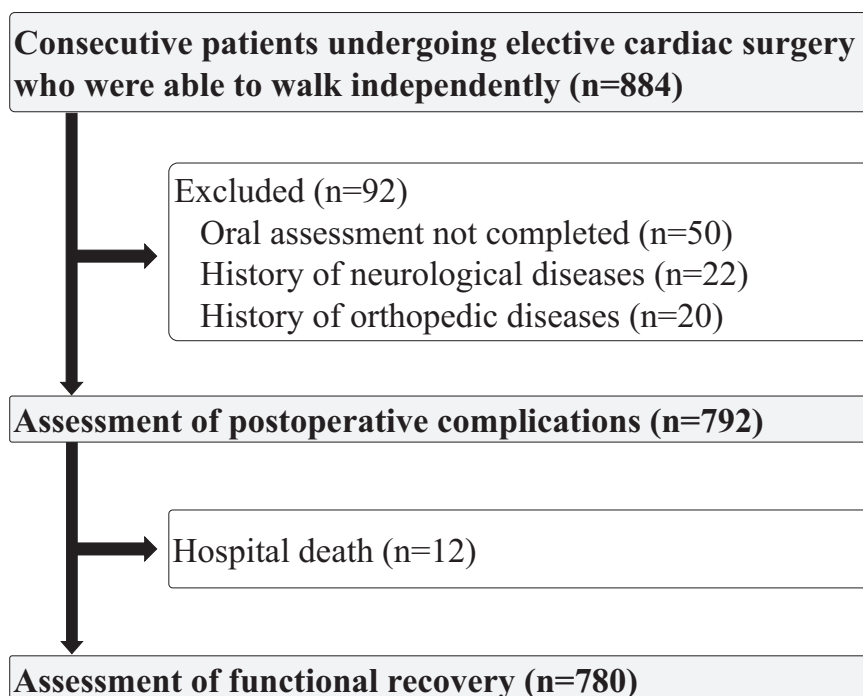 Consecutive patients undergoing elective cardiac surgery
who were able to walk independently (n=884)
Excluded (n=92)
Oral assessment not completed (n=50)
History of neurological diseases (n=22)
History of orthopedic diseases (n=20)
Assessment of postoperative complications (n=792)
Hospital death (n=12)
Assessment of functional recovery (n=780)